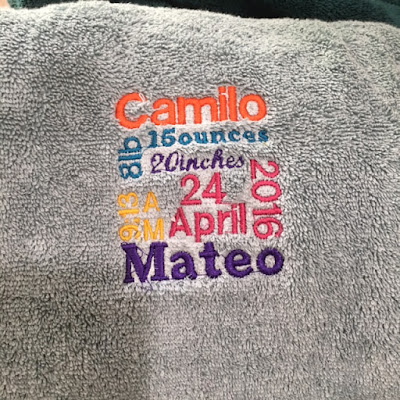 Camilo
8lb
15ounces
20inches
9:13
AM
24
April
2016
Mateo